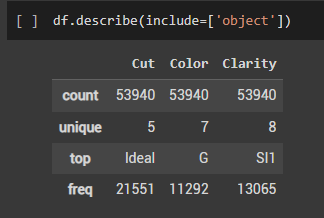 [ ] df.describe(include=['object'])
Cut Color Clarity
count 53940 53940 53940
unique 5 7 8
top Ideal G SI1
freq 21551 11292 13065